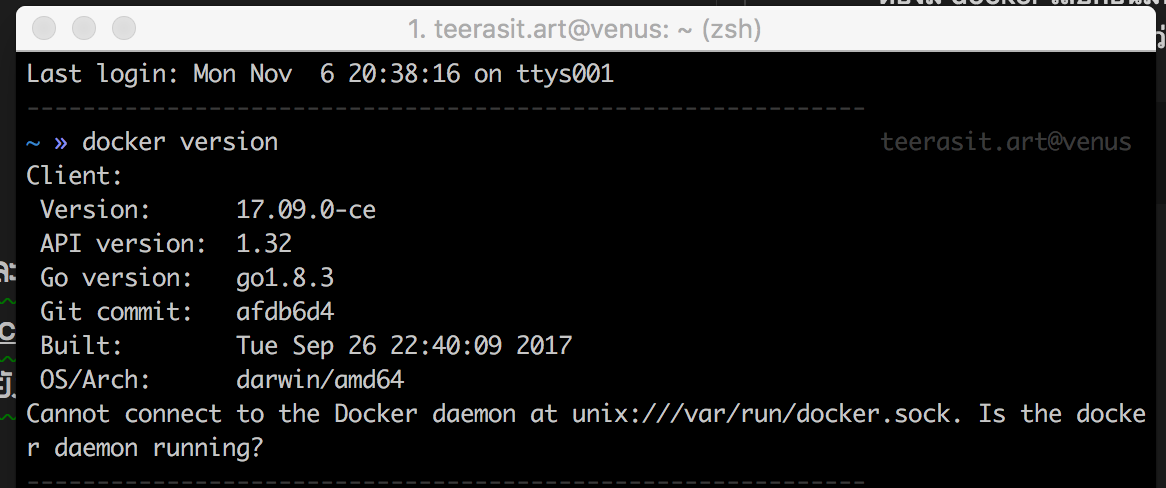 1. teerasit.art@venus: ~ (zsh)
Last login: Mon Nov  6 20:38:16 on ttys001
------------------------------------------------------------
~ » docker version                                           teerasit.art@venus
Client:
 Version:      17.09.0-ce
 API version:  1.32
 Go version:   go1.8.3
 Git commit:   afdb6d4
 Built:        Tue Sep 26 22:40:09 2017
 OS/Arch:      darwin/amd64
Cannot connect to the Docker daemon at unix:///var/run/docker.sock. Is the docke
r daemon running?
------------------------------------------------------------